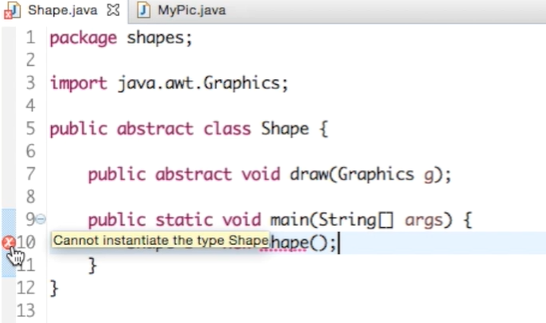 Shape.java MyPic.java
1 package shapes;
2
3 import java.awt.Graphics;
4
5 public abstract class Shape {
6
7 public abstract void draw(Graphics g);
8
9 public static void main(String[] args) {
10 Cannot instantiate the type Shape hape();
11 }
12 }
13